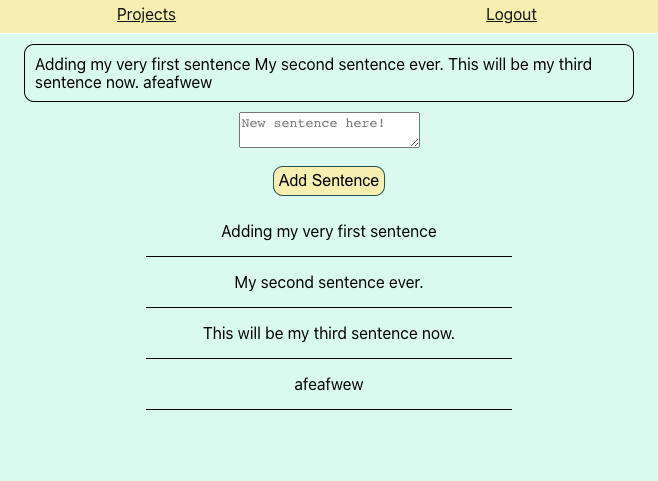 Projects
Logout
Adding my very first sentence My second sentence ever. This will be my third
sentence now. afeafwew
New sentence here!
Add Sentence
Adding my very first sentence
My second sentence ever.
This will be my third sentence now.
afeafwew